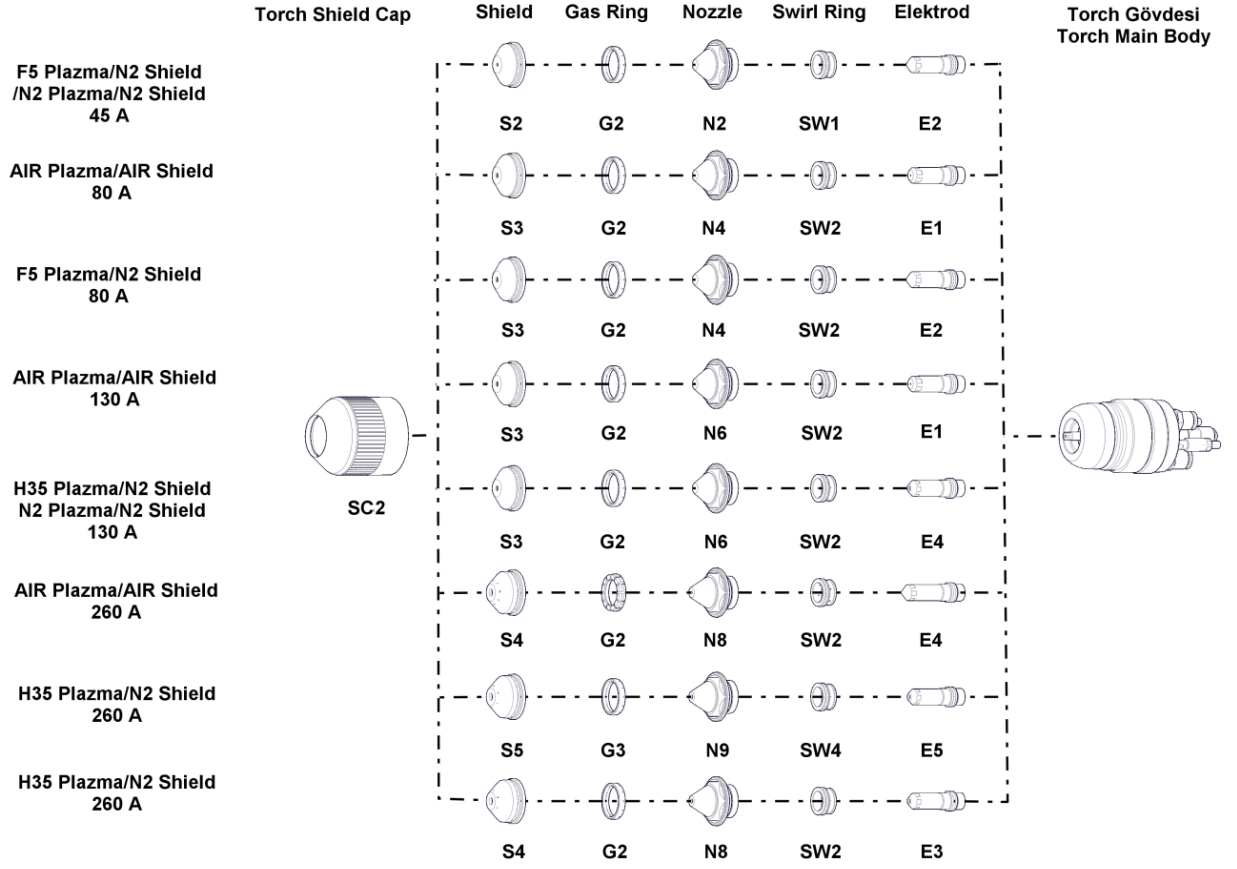 Torch Shield Cap
Shield
Gas Ring
Nozzle
Swirl Ring
Elektrod
Torch Gövdesi
Torch Main Body
F5 Plazma/N2 Shield
/N2 Plazma/N2 Shield
45 A
S2
G2
N2
SW1
E2
AIR Plazma/AIR Shield
80 A
S3
G2
N4
SW2
E1
F5 Plazma/N2 Shield
80 A
S3
G2
N4
SW2
E2
AIR Plazma/AIR Shield
130 A
S3
G2
N6
SW2
E1
SC2
H35 Plazma/N2 Shield
N2 Plazma/N2 Shield
130 A
S3
G2
N6
SW2
E4
AIR Plazma/AIR Shield
260 A
S4
G2
N8
SW2
E4
H35 Plazma/N2 Shield
260 A
S5
G3
N9
SW4
E5
H35 Plazma/N2 Shield
260 A
S4
G2
N8
SW2
E3